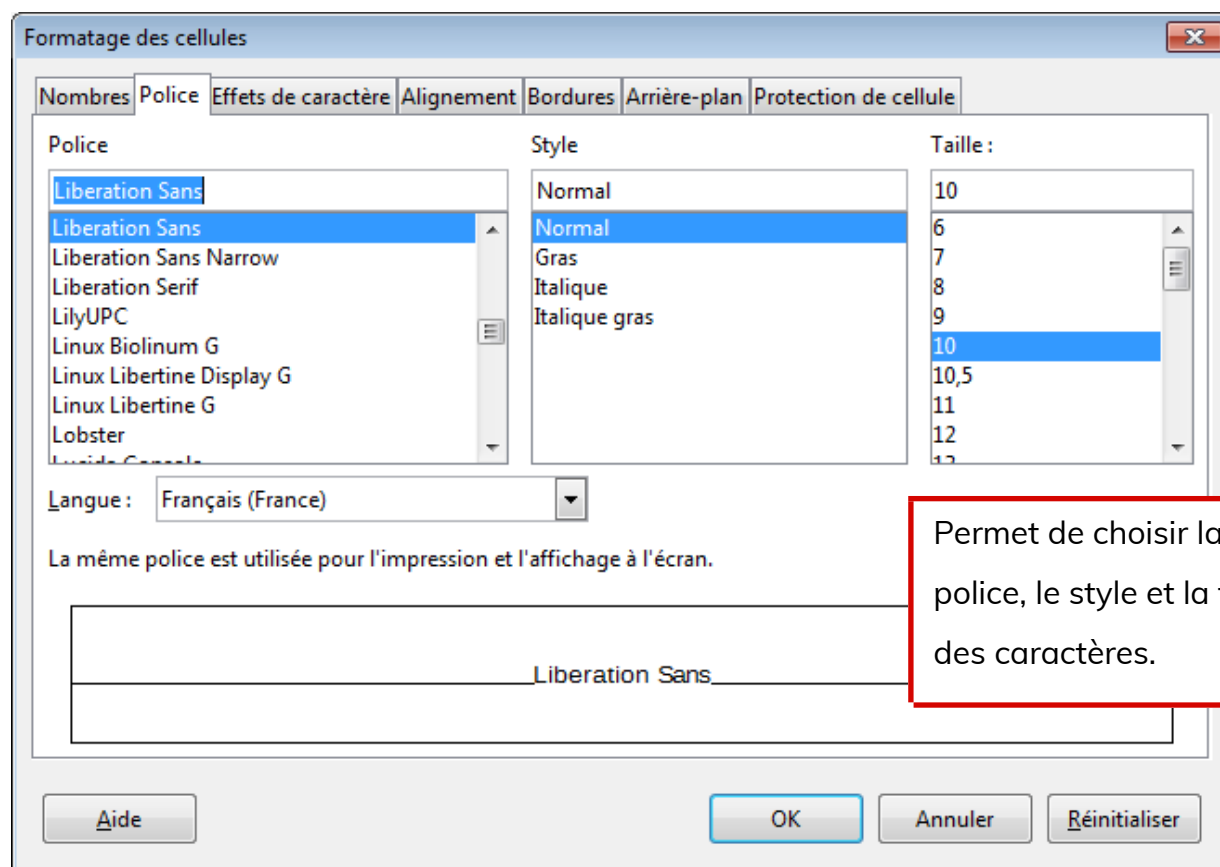 Formatage des cellules
Nombres Police Effets de caractère Alignement Bordures Arrière-plan Protection de cellule
Police Style Taille :
Liberation Sans Normal 10
Liberation Sans Normal 6
Liberation Sans Narrow Gras 7
Liberation Serif Italique 8
LilyUPC Italique gras 9
Linux Biolinum G 10
Linux Libertine Display G 10,5
Linux Libertine G 11
Lobster 12
Langue : Français (France)
La même police est utilisée pour l'impression et l'affichage à l'écran.
Permet de choisir la
police, le style et la
des caractères.
Liberation Sans
Aide OK Annuler Réinitialiser